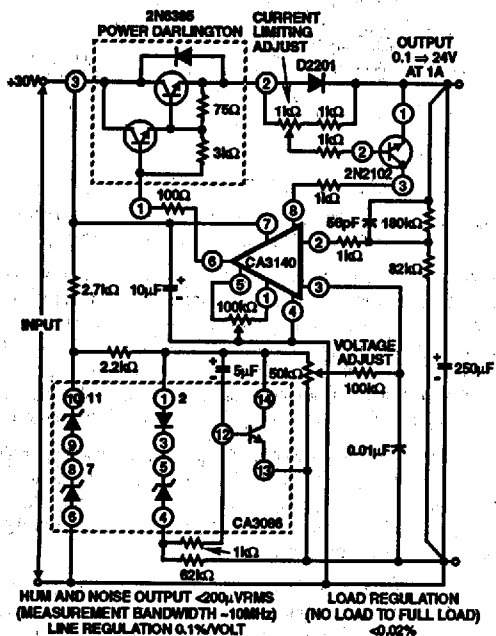 2N6385
POWER DARLINGTON
CURRENT
LIMITING
ADJUST
OUTPUT
0.1 ⇒ 24V
AT 1A
+30V
3
2
D2201
75Ω
3kΩ
1kΩ
1kΩ
1kΩ
1
2
3
2N2102
1kΩ
1
100Ω
8
7
6
CA3140
2
1kΩ
56pF
180kΩ
82kΩ
5
1
4
3
100kΩ
2.7kΩ
10μF
+
-
INPUT
2.2kΩ
5μF
+
-
50kΩ
VOLTAGE
ADJUST
100kΩ
250μF
+
-
0.01μF
10
11
9
8
7
6
1
2
3
5
4
12
14
13
CA3086
1kΩ
62kΩ
HUM AND NOISE OUTPUT <200μVRMS
(MEASUREMENT BANDWIDTH ~10MHz)
LINE REGULATION 0.1%/VOLT
LOAD REGULATION
(NO LOAD TO FULL LOAD)
<0.02%